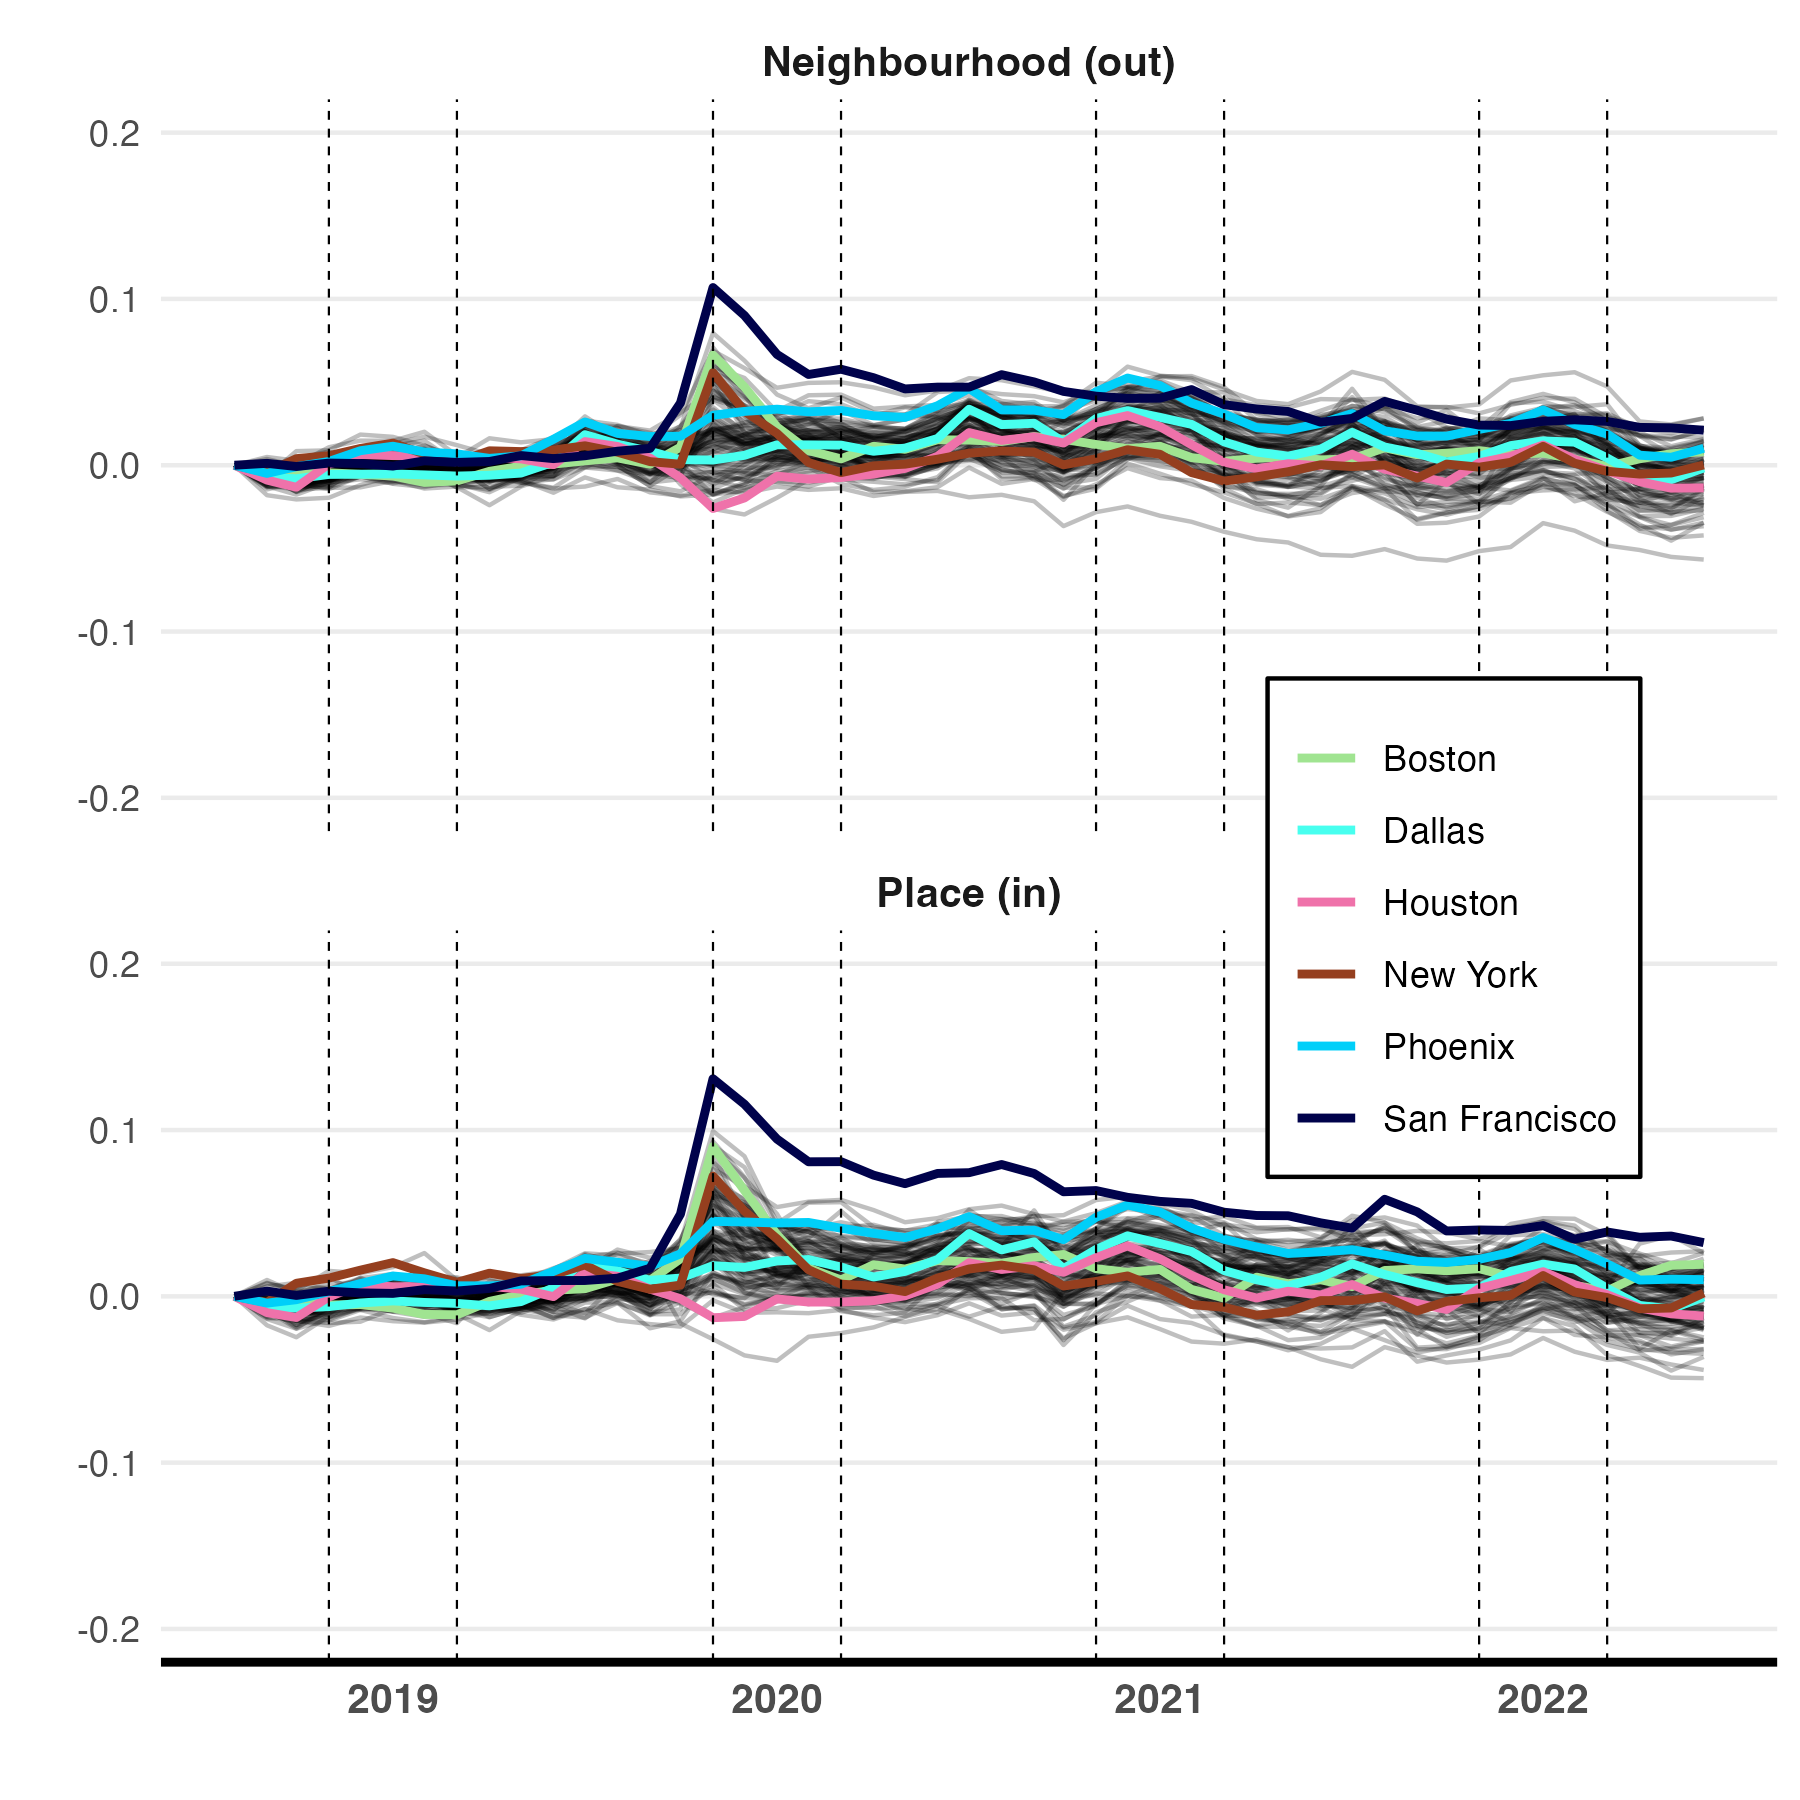 Neighbourhood (out)
0.2
0.1
0.0
-0.1
-0.2
Boston
Dallas
Houston
New York
Phoenix
San Francisco
Place (in)
0.2
0.1
0.0
-0.1
-0.2
2019 2020 2021 2022